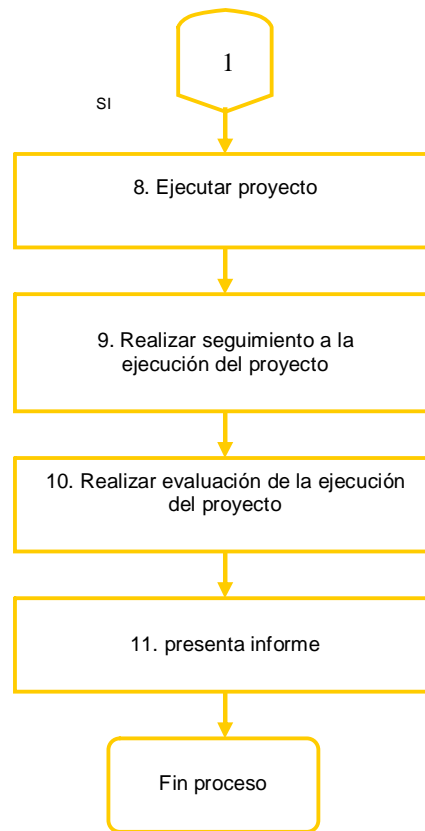 1
SI
8. Ejecutar proyecto
9. Realizar seguimiento a la
ejecución del proyecto
10. Realizar evaluación de la ejecución
del proyecto
11. presenta informe
Fin proceso